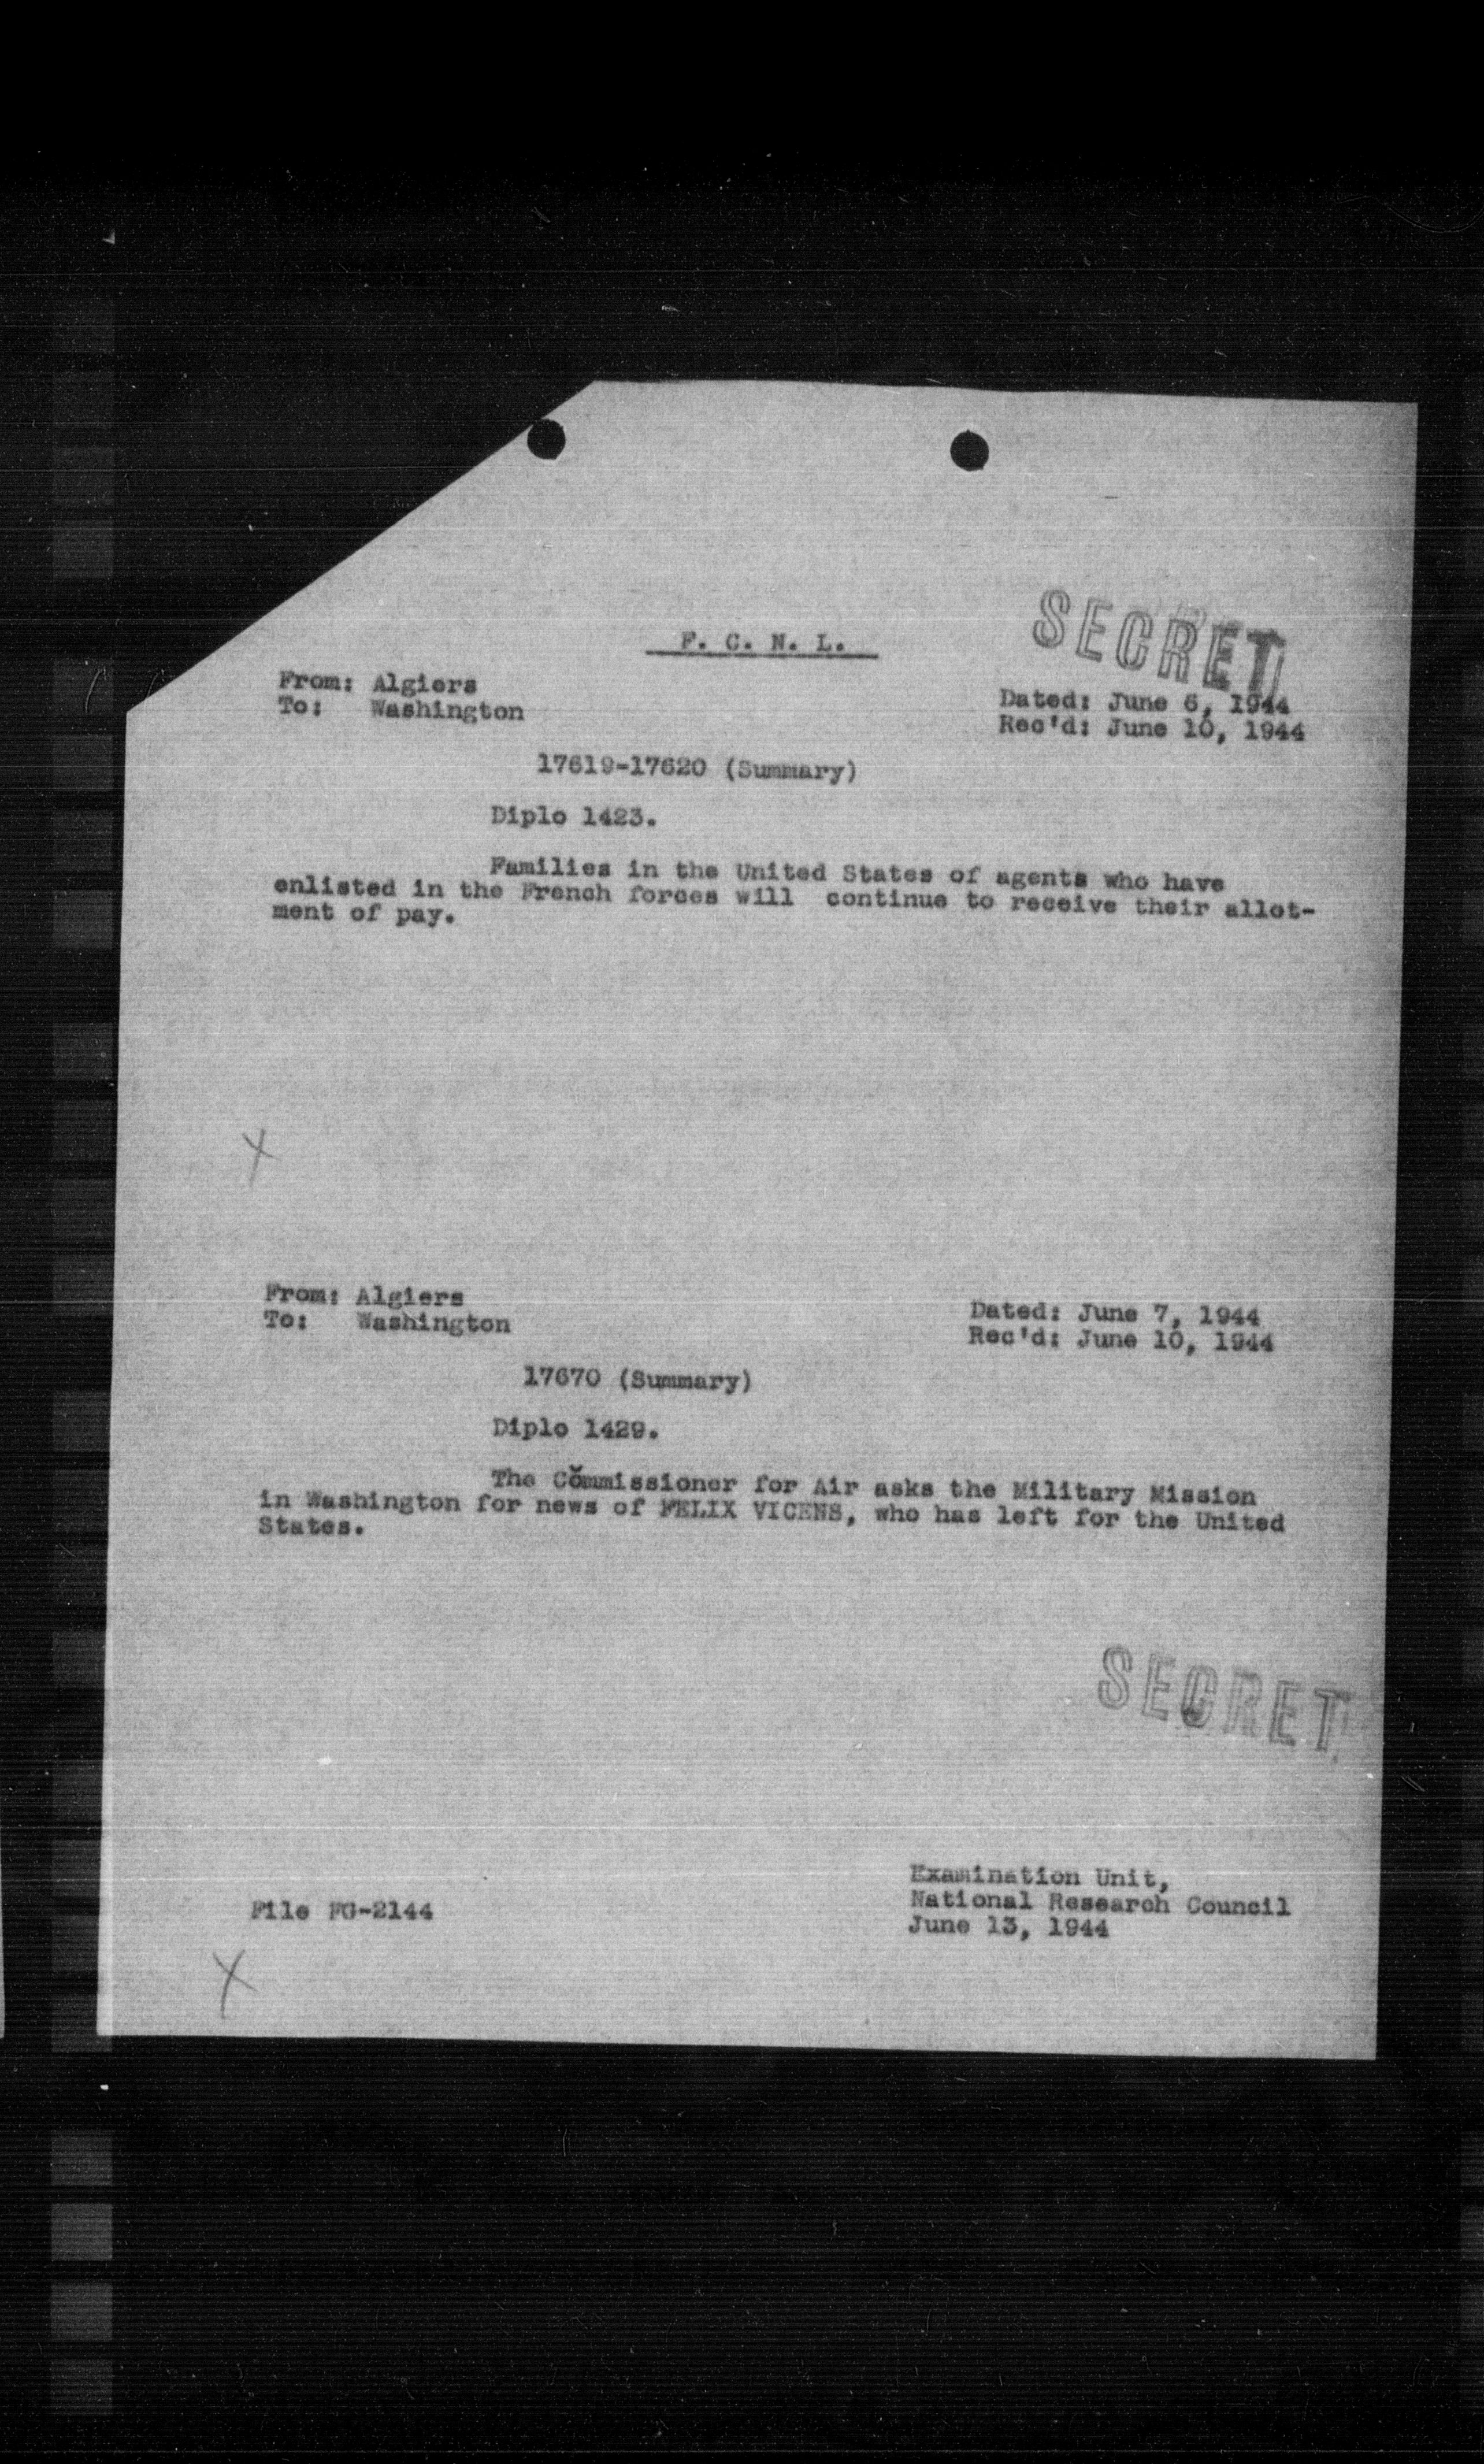 SECRET
F. C. N. L.
From: Algiers
To: Washington
Dated: June 6, 1944
Rec'd: June 10, 1944
17619-17620 (Summary)
Diplo 1423.
Families in the United States of agents who have
enlisted in the French forces will continue to receive their allot-
ment of pay.
X
From: Algiers
To: Washington
Dated: June 7, 1944
Rec'd: June 10, 1944
17670 (Summary)
Diplo 1429.
The Commissioner for Air asks the Military Mission
in Washington for news of FELIX VICENS, who has left for the United
States.
SECRET
Examination Unit,
National Research Council
June 13, 1944
File FG-2144
X